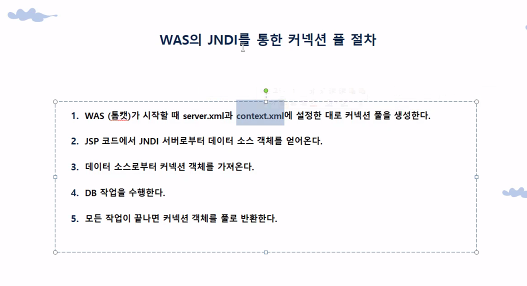 WAS의 JNDI를 통한 커넥션 풀 절차
1. WAS (톰캣)가 시작할 때 server.xml과 context.xml에 설정한 대로 커넥션 풀을 생성한다.
2. JSP 코드에서 JNDI 서버로부터 데이터 소스 객체를 얻어온다.
3. 데이터 소스로부터 커넥션 객체를 가져온다.
4. DB 작업을 수행한다.
5. 모든 작업이 끝나면 커넥션 객체를 풀로 반환한다.